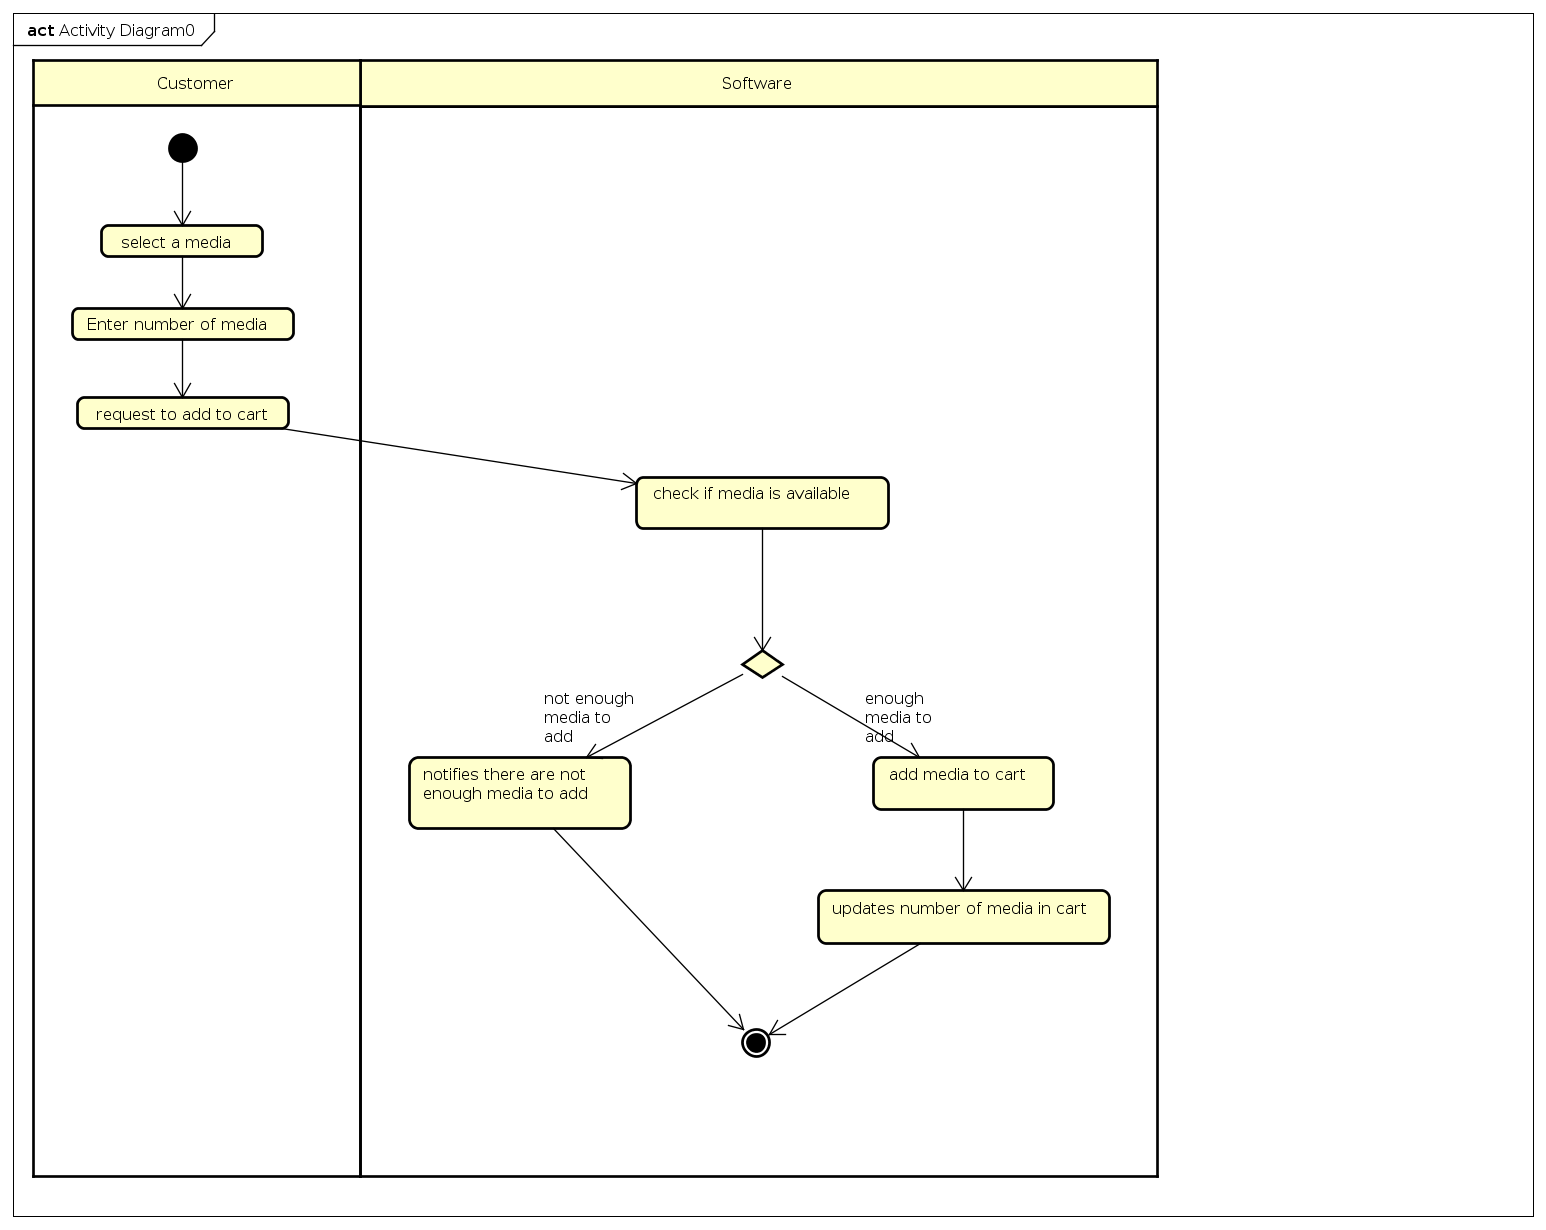 act Activity Diagram0
Customer
Software
select a media
Enter number of media
request to add to cart
check if media is available
not enough
media to
add
enough
media to
add
notifies there are not
enough media to add
add media to cart
updates number of media in cart